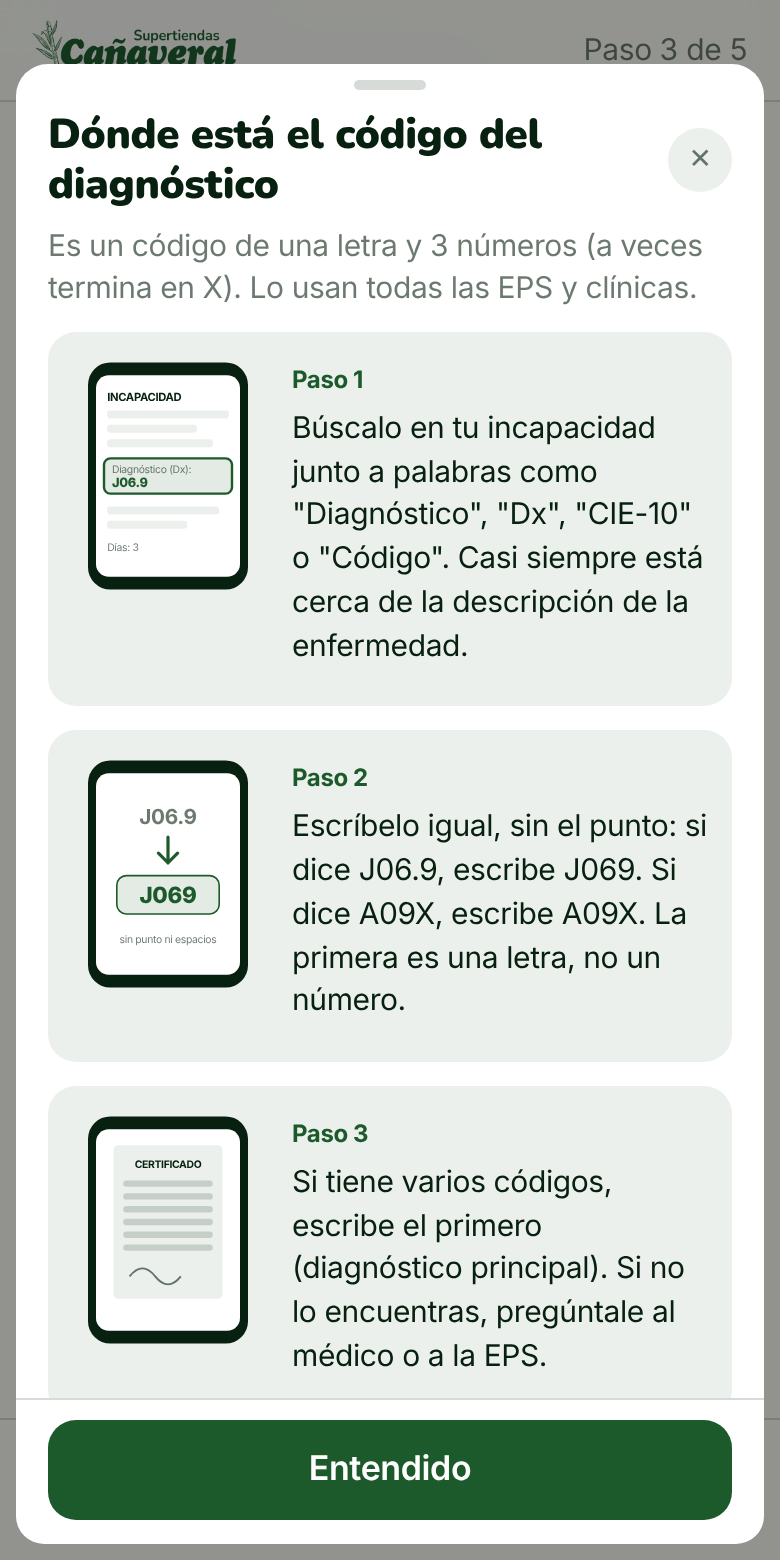 Supertiendas
Cañaveral
Paso 3 de 5
Dónde está el código del
diagnóstico
✕
Es un código de una letra y 3 números (a veces
termina en X). Lo usan todas las EPS y clínicas.
INCAPACIDAD
Diagnóstico (Dx):
J06.9
Días: 3
Paso 1
Búscalo en tu incapacidad
junto a palabras como
"Diagnóstico", "Dx", "CIE-10"
o "Código". Casi siempre está
cerca de la descripción de la
enfermedad.
J06.9
J069
sin punto ni espacios
Paso 2
Escríbelo igual, sin el punto: si
dice J06.9, escribe J069. Si
dice A09X, escribe A09X. La
primera es una letra, no un
número.
CERTIFICADO
Paso 3
Si tiene varios códigos,
escribe el primero
(diagnóstico principal). Si no
lo encuentras, pregúntale al
médico o a la EPS.
Entendido